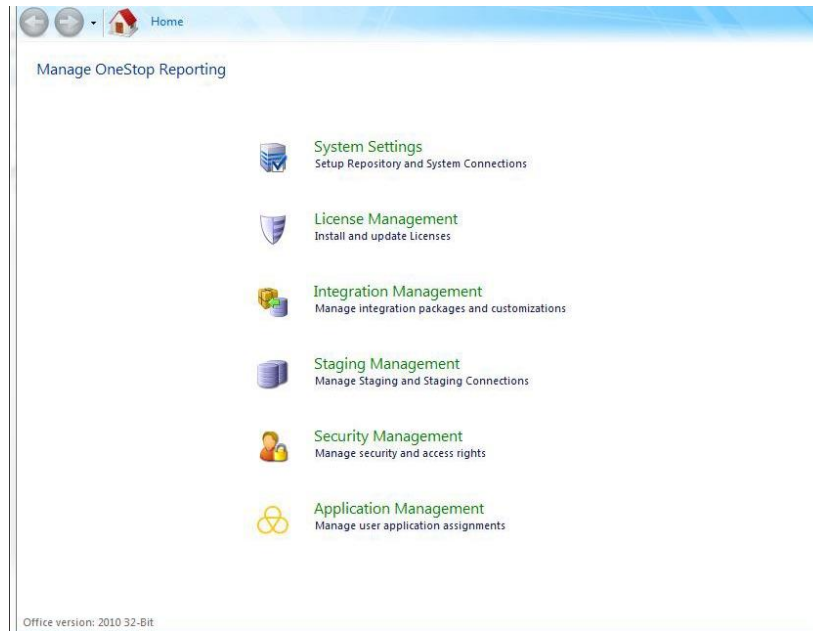 Home
Manage OneStop Reporting
System Settings
Setup Repository and System Connections
License Management
Install and update Licenses
Integration Management
Manage integration packages and customizations
Staging Management
Manage Staging and Staging Connections
Security Management
Manage security and access rights
Application Management
Manage user application assignments
Office version: 2010 32-Bit